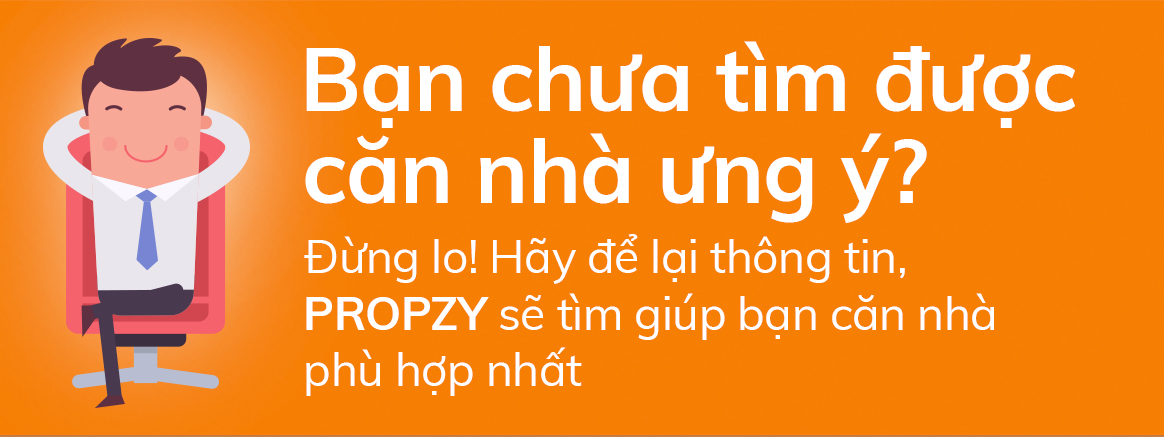 Bạn chưa tìm được
căn nhà ưng ý?
Đừng lo! Hãy để lại thông tin,
PROPZY sẽ tìm giúp bạn căn nhà
phù hợp nhất